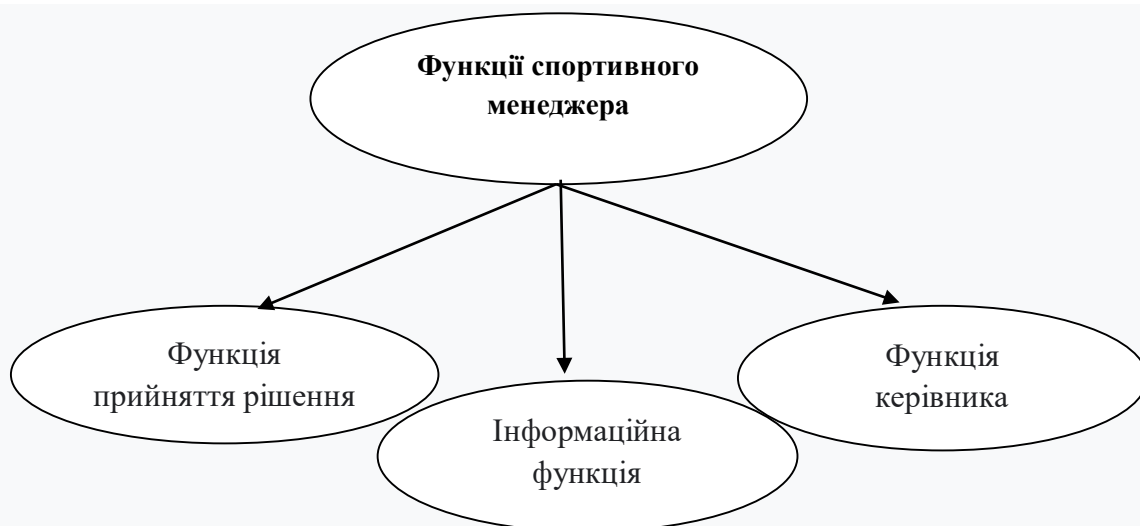 Функції спортивного
менеджера
Функція
прийняття рішення
Інформаційна
функція
Функція
керівника